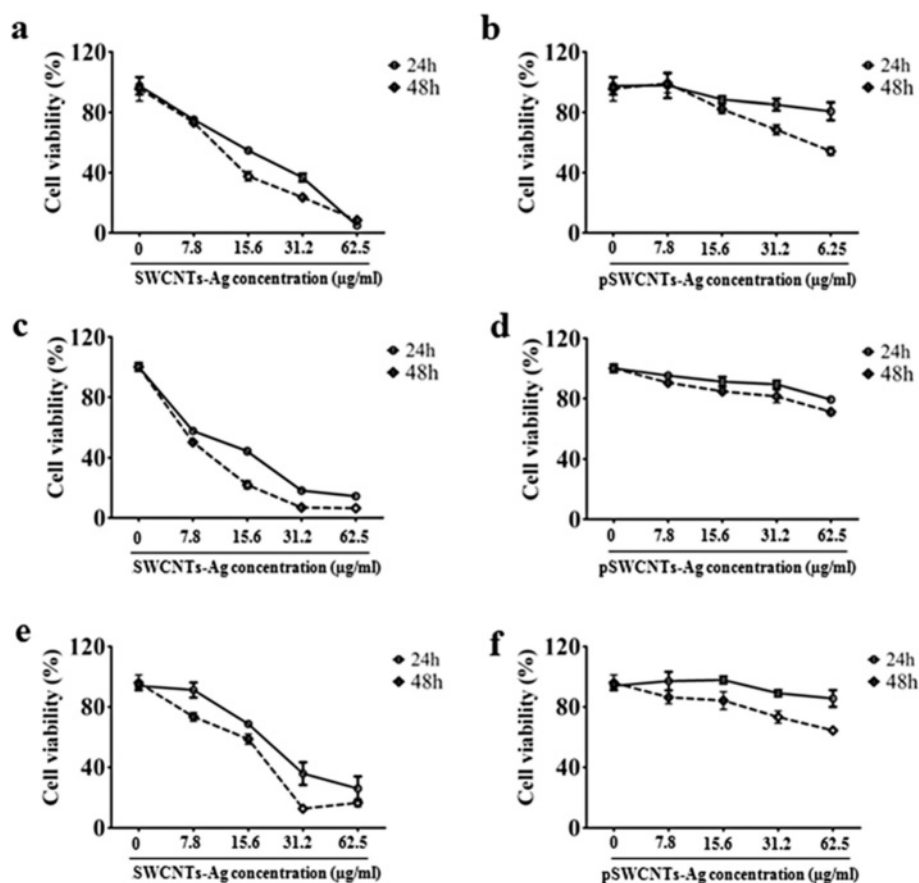 a
120
80
40
0
Cell viability (%)
24h
48h
0 7.8 15.6 31.2 62.5
SWCNTs-Ag concentration (µg/ml)
b
120
80
40
0
Cell viability (%)
24h
48h
0 7.8 15.6 31.2 6.25
pSWCNTs-Ag concentration (µg/ml)
c
120
80
40
0
Cell viability (%)
24h
48h
0 7.8 15.6 31.2 62.5
SWCNTs-Ag concentration (µg/ml)
d
120
80
40
0
Cell viability (%)
24h
48h
0 7.8 15.6 31.2 62.5
pSWCNTs-Ag concentration (µg/ml)
e
120
80
40
0
Cell viability (%)
24h
48h
0 7.8 15.6 31.2 62.5
SWCNTs-Ag concentration (µg/ml)
f
120
80
40
0
Cell viability (%)
24h
48h
0 7.8 15.6 31.2 62.5
pSWCNTs-Ag concentration (µg/ml)